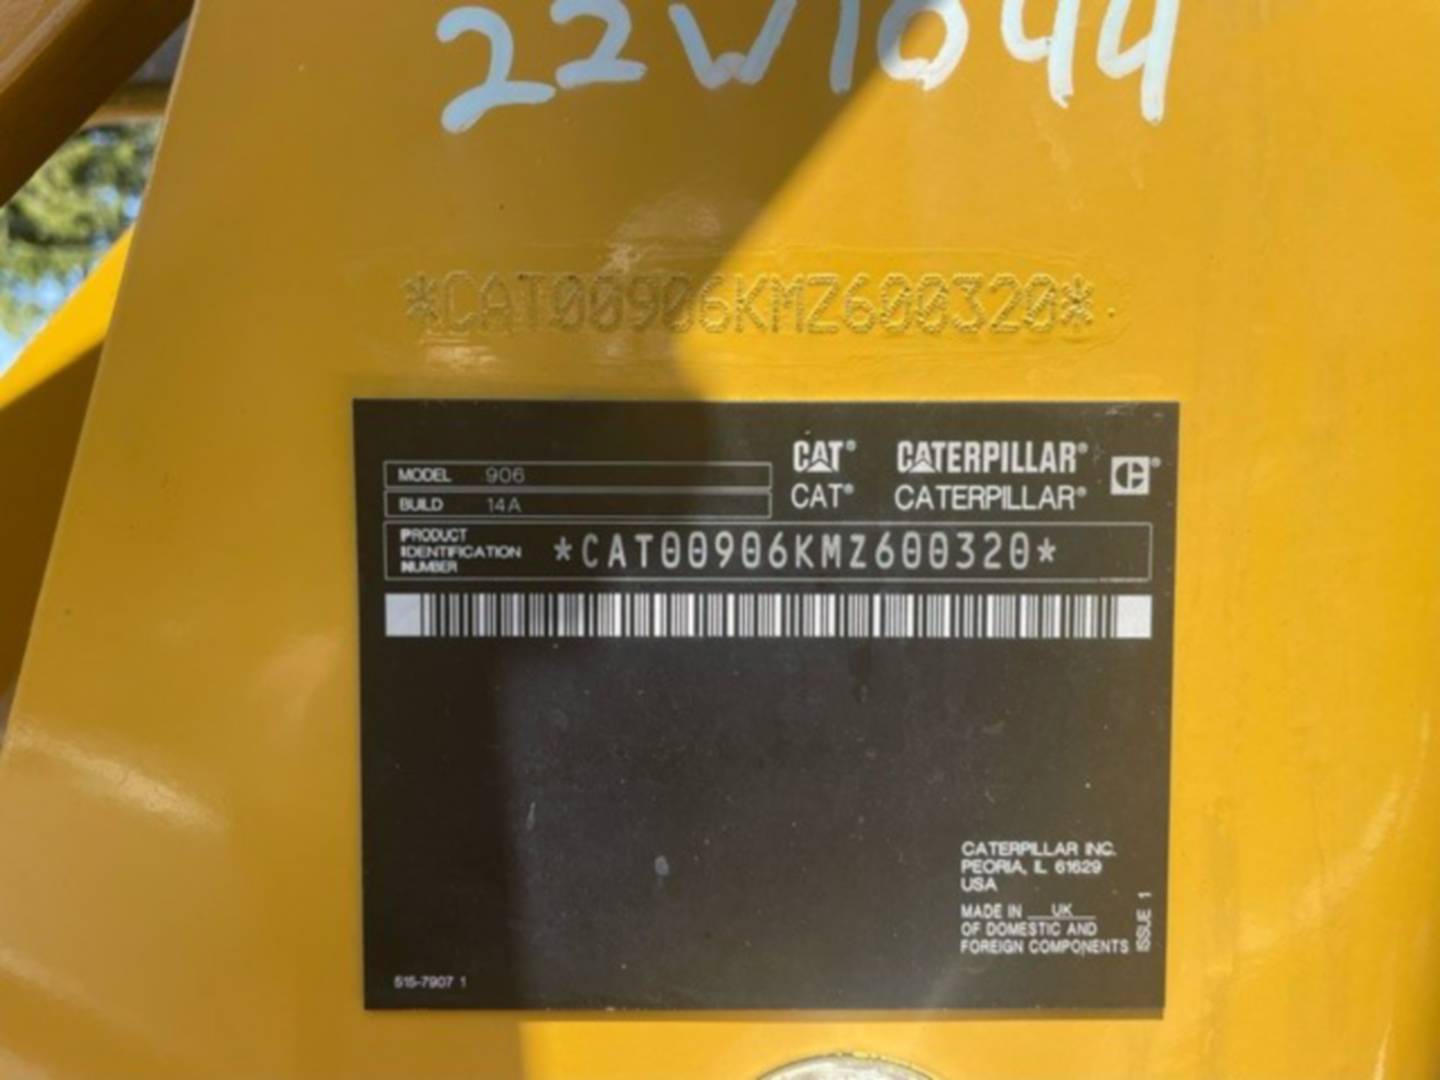 22W1044
*CAT00906KMZ600320*
CAT® CATERPILLAR®
CAT® CATERPILLAR®
MODEL 906
BUILD 14A
PRODUCT
IDENTIFICATION
NUMBER
*CAT00906KMZ600320*
CATERPILLAR INC.
PEORIA, IL 61629
USA
MADE IN UK
OF DOMESTIC AND
FOREIGN COMPONENTS
ISSUE 1
515-7907 1